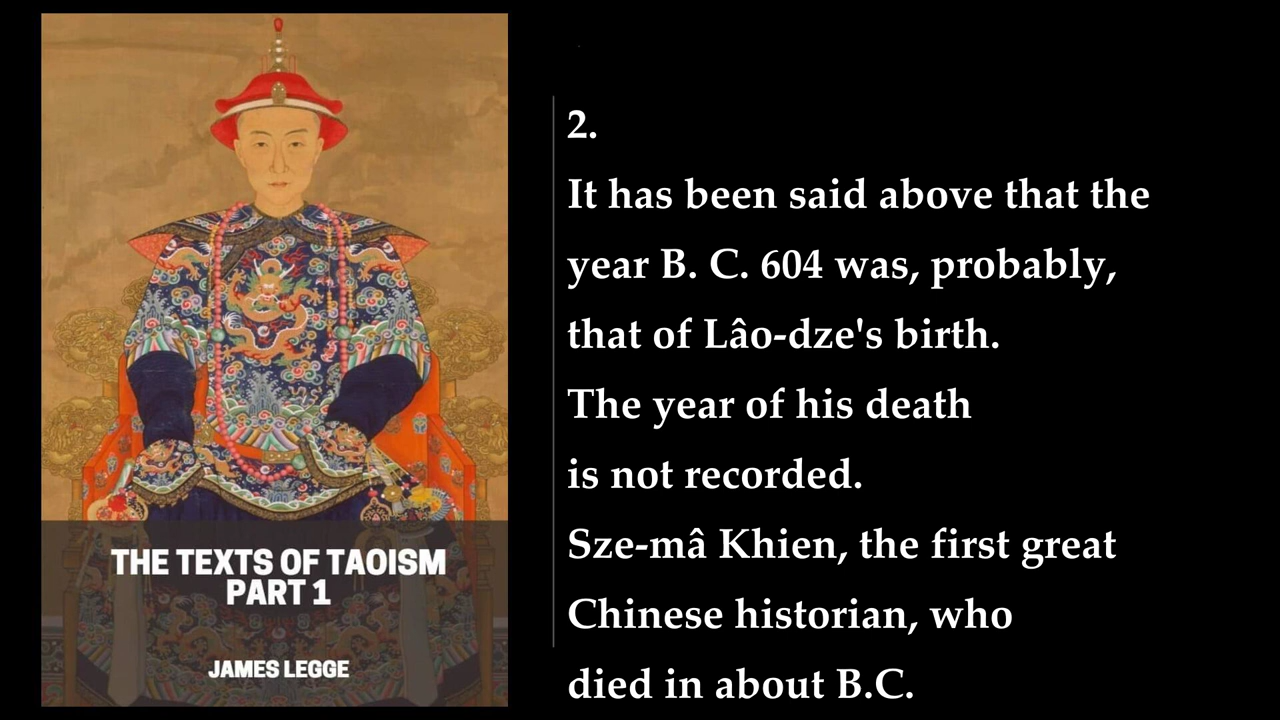 THE TEXTS OF TAOISM
PART 1
JAMES LEGGE
2.
It has been said above that the
year B. C. 604 was, probably,
that of Lâo-dze's birth.
The year of his death
is not recorded.
Sze-mâ Khien, the first great
Chinese historian, who
died in about B.C.